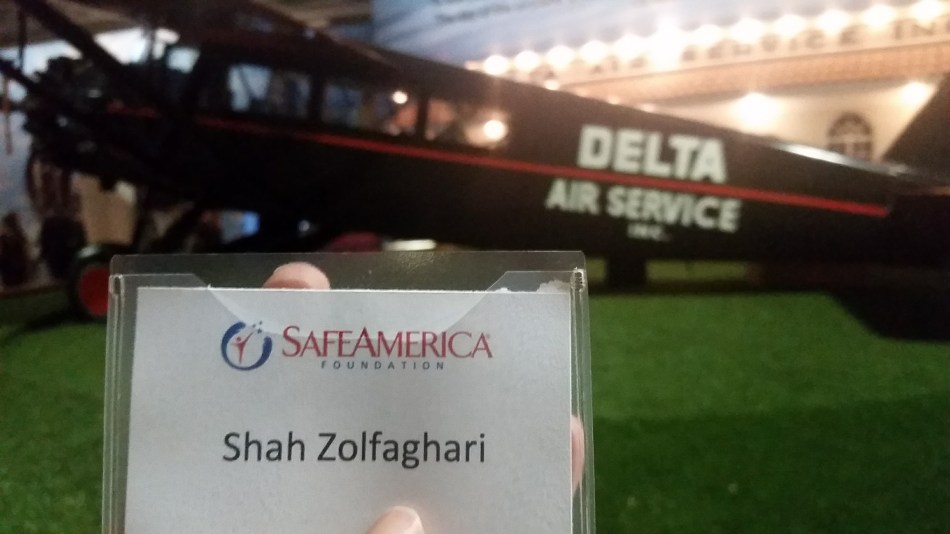 DELTA
AIR SERVICE
INC.
SAFEAMERICA
FOUNDATION
Shah Zolfaghari